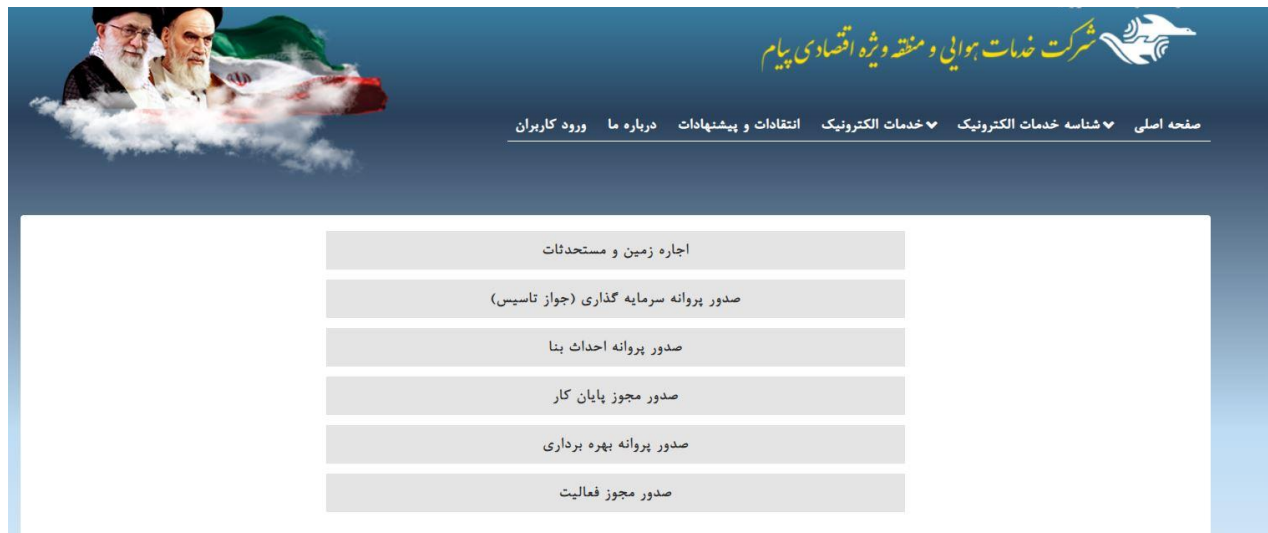 شرکت خدمات هوایی و منطقه ویژه اقتصادی پیام
صفحه اصلی شناسه خدمات الکترونیک خدمات الکترونیک انتقادات و پیشنهادات درباره ما ورود کاربران
اجاره زمین و مستحدثات
صدور پروانه سرمایه گذاری (جواز تاسیس)
صدور پروانه احداث بنا
صدور مجوز پایان کار
صدور پروانه بهره برداری
صدور مجوز فعالیت